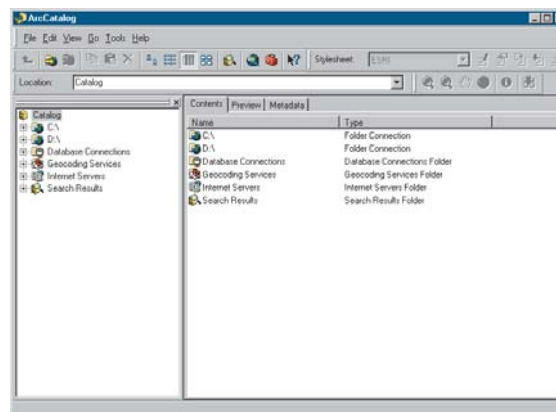 ArcCatalog
File Edit View Go Tools Help
Stylesheet: ESRI
Location: Catalog
Catalog
C:\
D:\
Database Connections
Geocoding Services
Internet Servers
Search Results
Contents Preview Metadata
Name Type
C:\ Folder Connection
D:\ Folder Connection
Database Connections Database Connections Folder
Geocoding Services Geocoding Services Folder
Internet Servers Internet Servers Folder
Search Results Search Results Folder